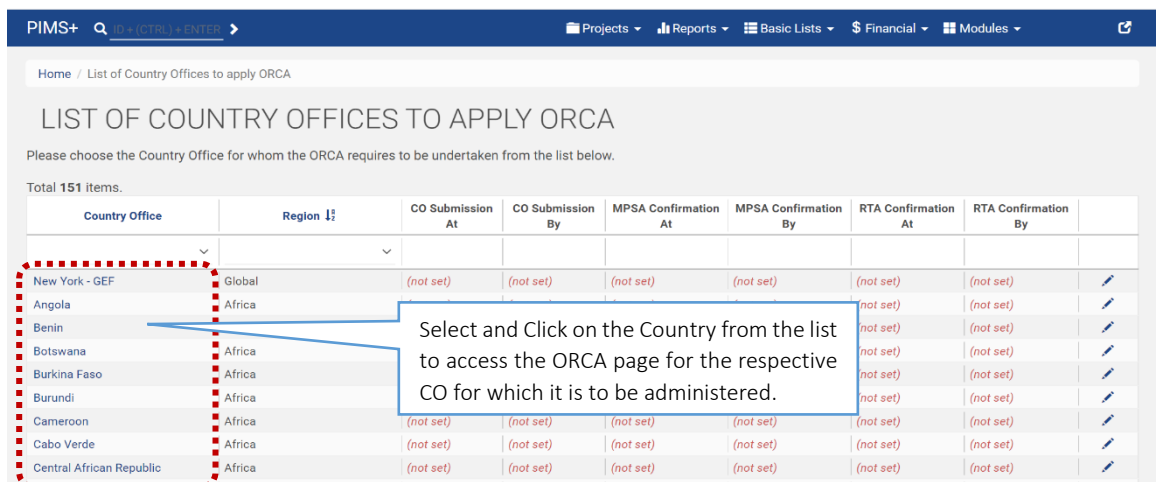 PIMS+ ID + (CTRL) + ENTER Projects Reports Basic Lists $ Financial Modules
Home / List of Country Offices to apply ORCA
LIST OF COUNTRY OFFICES TO APPLY ORCA
Please choose the Country Office for whom the ORCA requires to be undertaken from the list below.
Total 151 items.
Country Office Region CO Submission At CO Submission By MPSA Confirmation At MPSA Confirmation By RTA Confirmation At RTA Confirmation By
New York - GEF Global (not set) (not set) (not set) (not set) (not set) (not set)
Angola Africa (not set) (not set)
Benin (not set) (not set)
Botswana Africa (not set) (not set)
Burkina Faso Africa (not set) (not set)
Burundi Africa (not set) (not set)
Cameroon Africa (not set) (not set) (not set) (not set) (not set) (not set)
Cabo Verde Africa (not set) (not set) (not set) (not set) (not set) (not set)
Central African Republic Africa (not set) (not set) (not set) (not set) (not set) (not set)
Select and Click on the Country from the list
to access the ORCA page for the respective
CO for which it is to be administered.